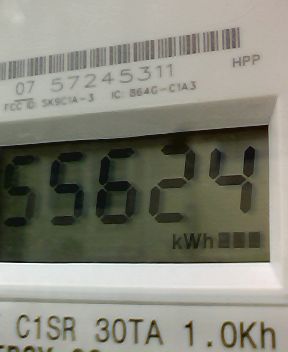 07 57245311
HPP
FCC ID: SK9C1A-3 IC: 864G-C1A3
55624
kWh
C1SR 30TA 1.0Kh